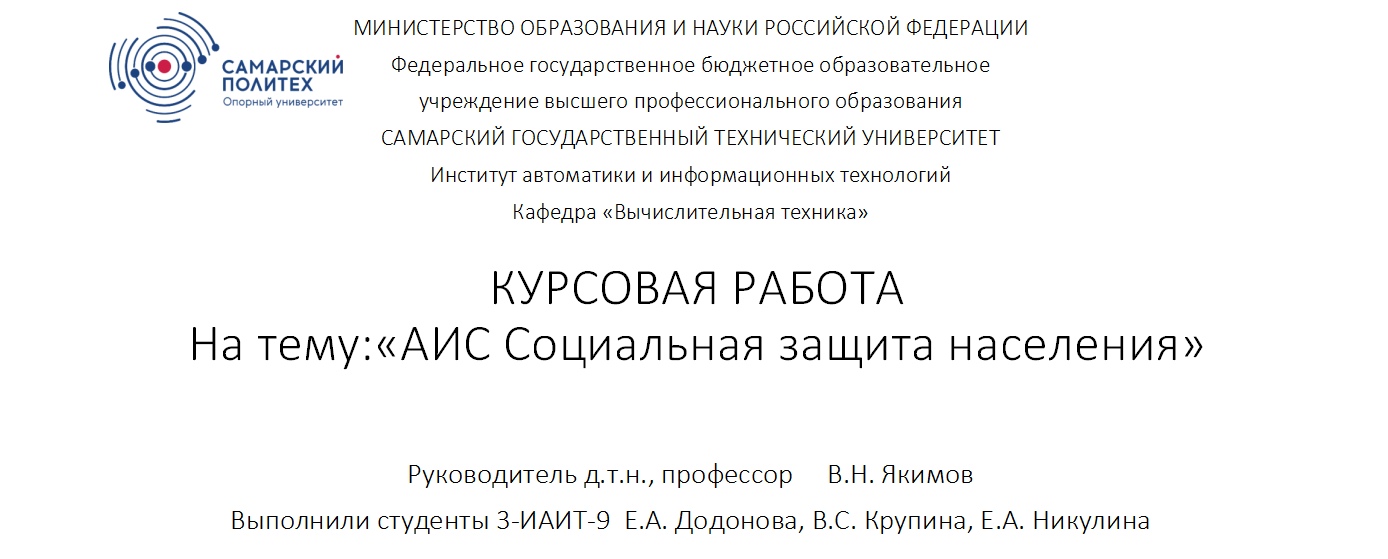 САМАРСКИЙ
ПОЛИТЕХ
Опорный университет
МИНИСТЕРСТВО ОБРАЗОВАНИЯ И НАУКИ РОССИЙСКОЙ ФЕДЕРАЦИИ
Федеральное государственное бюджетное образовательное
учреждение высшего профессионального образования
САМАРСКИЙ ГОСУДАРСТВЕННЫЙ ТЕХНИЧЕСКИЙ УНИВЕРСИТЕТ
Институт автоматики и информационных технологий
Кафедра «Вычислительная техника»
КУРСОВАЯ РАБОТА
На тему:«АИС Социальная защита населения»
Руководитель д.т.н., профессор В.Н. Якимов
Выполнили студенты 3-ИАИТ-9 Е.А. Додонова, В.С. Крупина, Е.А. Никулина